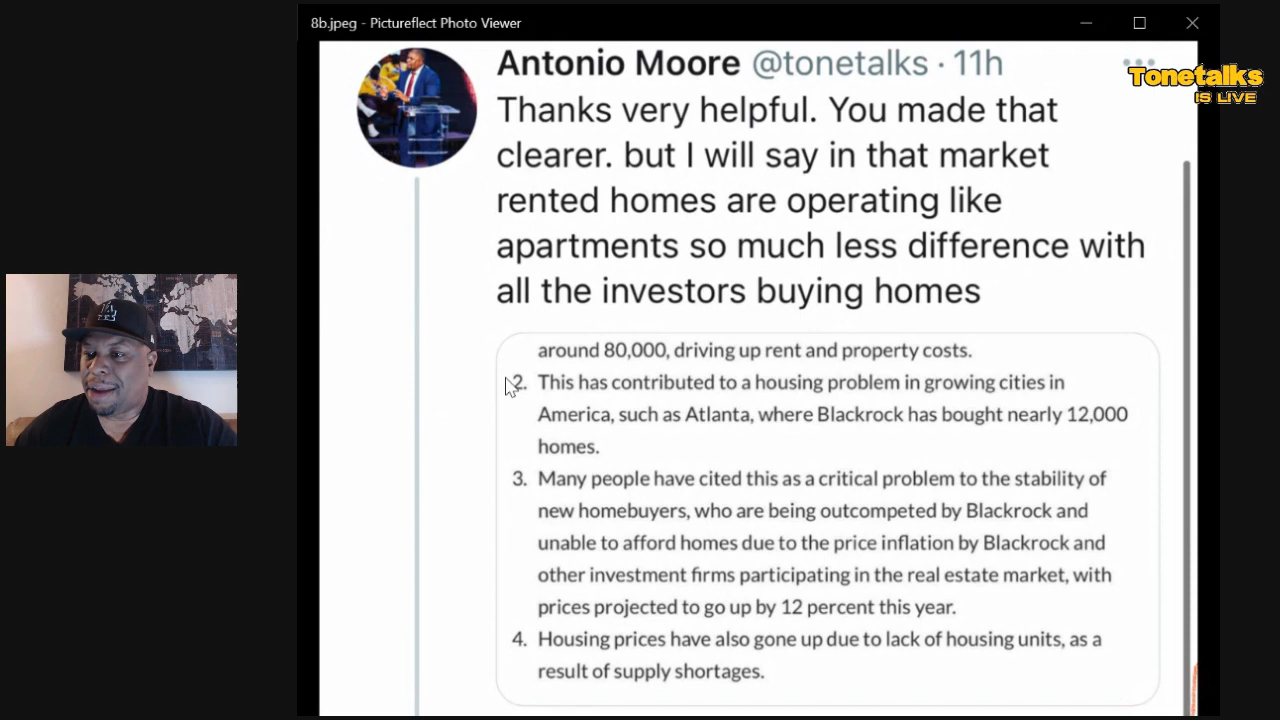 8b.jpeg - Pictureflect Photo Viewer
Tonetalks
IS LIVE
Antonio Moore @tonetalks · 11h
Thanks very helpful. You made that
clearer. but I will say in that market
rented homes are operating like
apartments so much less difference with
all the investors buying homes
around 80,000, driving up rent and property costs.
2. This has contributed to a housing problem in growing cities in
America, such as Atlanta, where Blackrock has bought nearly 12,000
homes.
3. Many people have cited this as a critical problem to the stability of
new homebuyers, who are being outcompeted by Blackrock and
unable to afford homes due to the price inflation by Blackrock and
other investment firms participating in the real estate market, with
prices projected to go up by 12 percent this year.
4. Housing prices have also gone up due to lack of housing units, as a
result of supply shortages.